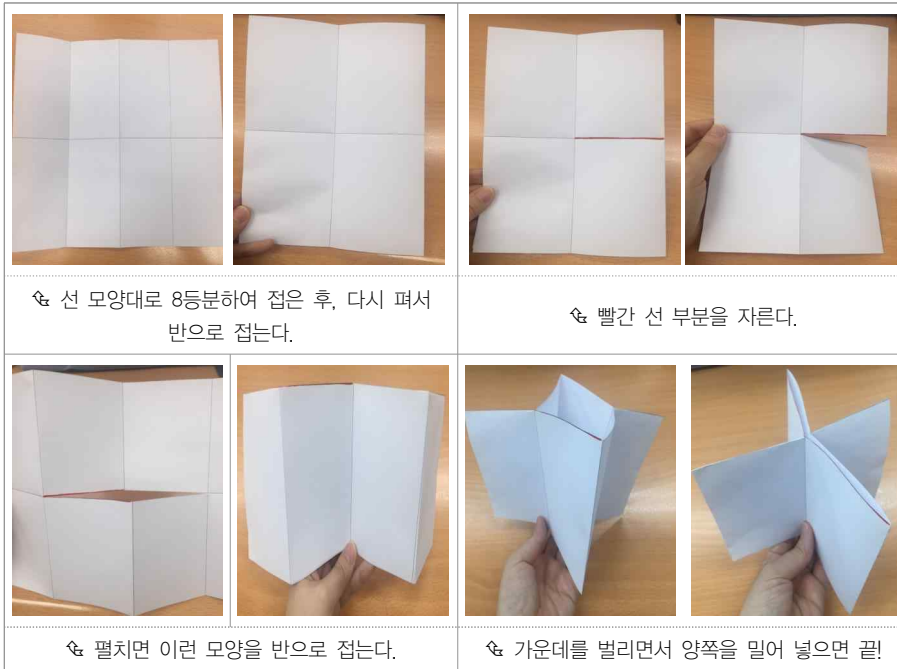 선 모양대로 8등분하여 접은 후, 다시 펴서
반으로 접는다.
빨간 선 부분을 자른다.
펼치면 이런 모양을 반으로 접는다.
가운데를 벌리면서 양쪽을 밀어 넣으면 끝!